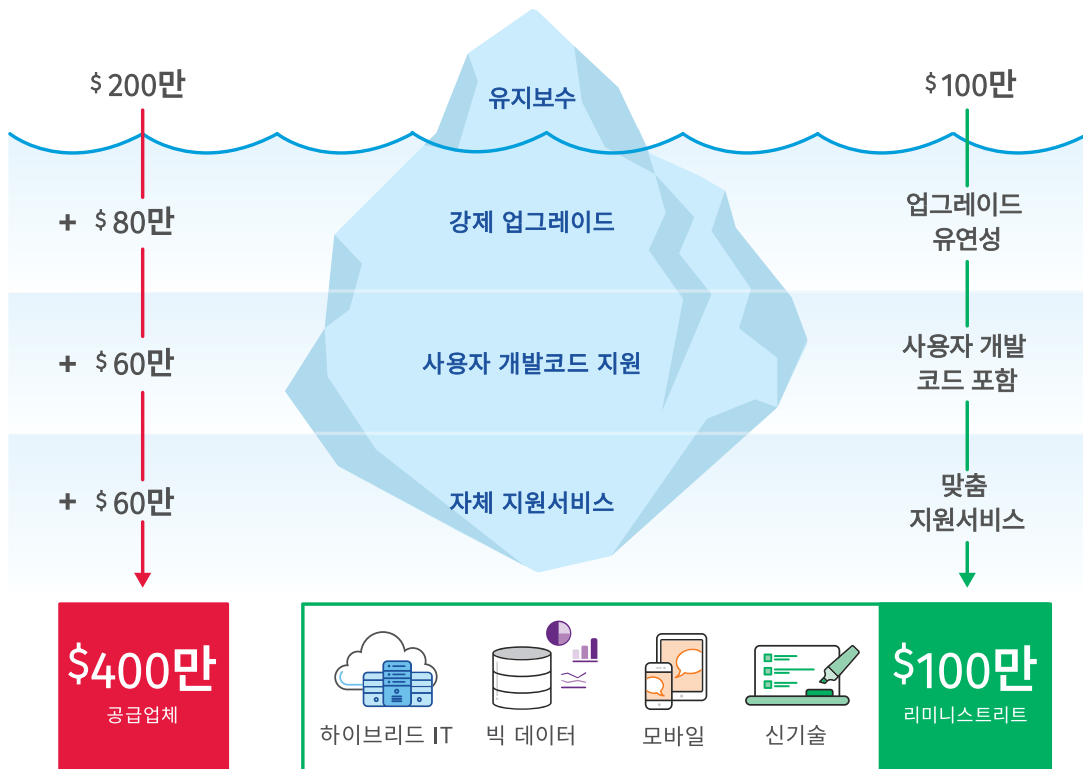 $200만
유지보수
$100만
+ $80만
강제 업그레이드
업그레이드
유연성
+ $60만
사용자 개발코드 지원
사용자 개발
코드 포함
+ $60만
자체 지원서비스
맞춤
지원서비스
$400만
공급업체
하이브리드 IT
빅 데이터
모바일
신기술
$100만
리미니스트리트